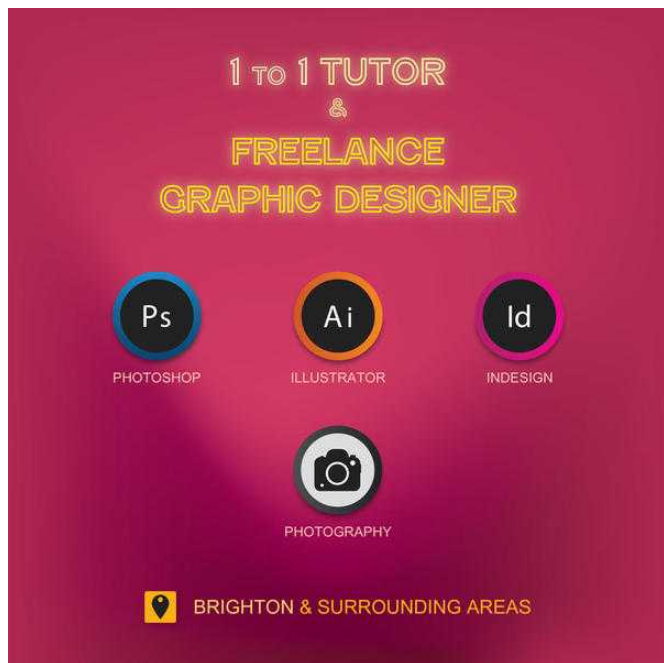 1 TO 1 TUTOR
&
FREELANCE
GRAPHIC DESIGNER
Ps
Ai
Id
PHOTOSHOP
ILLUSTRATOR
INDESIGN
PHOTOGRAPHY
BRIGHTON & SURROUNDING AREAS